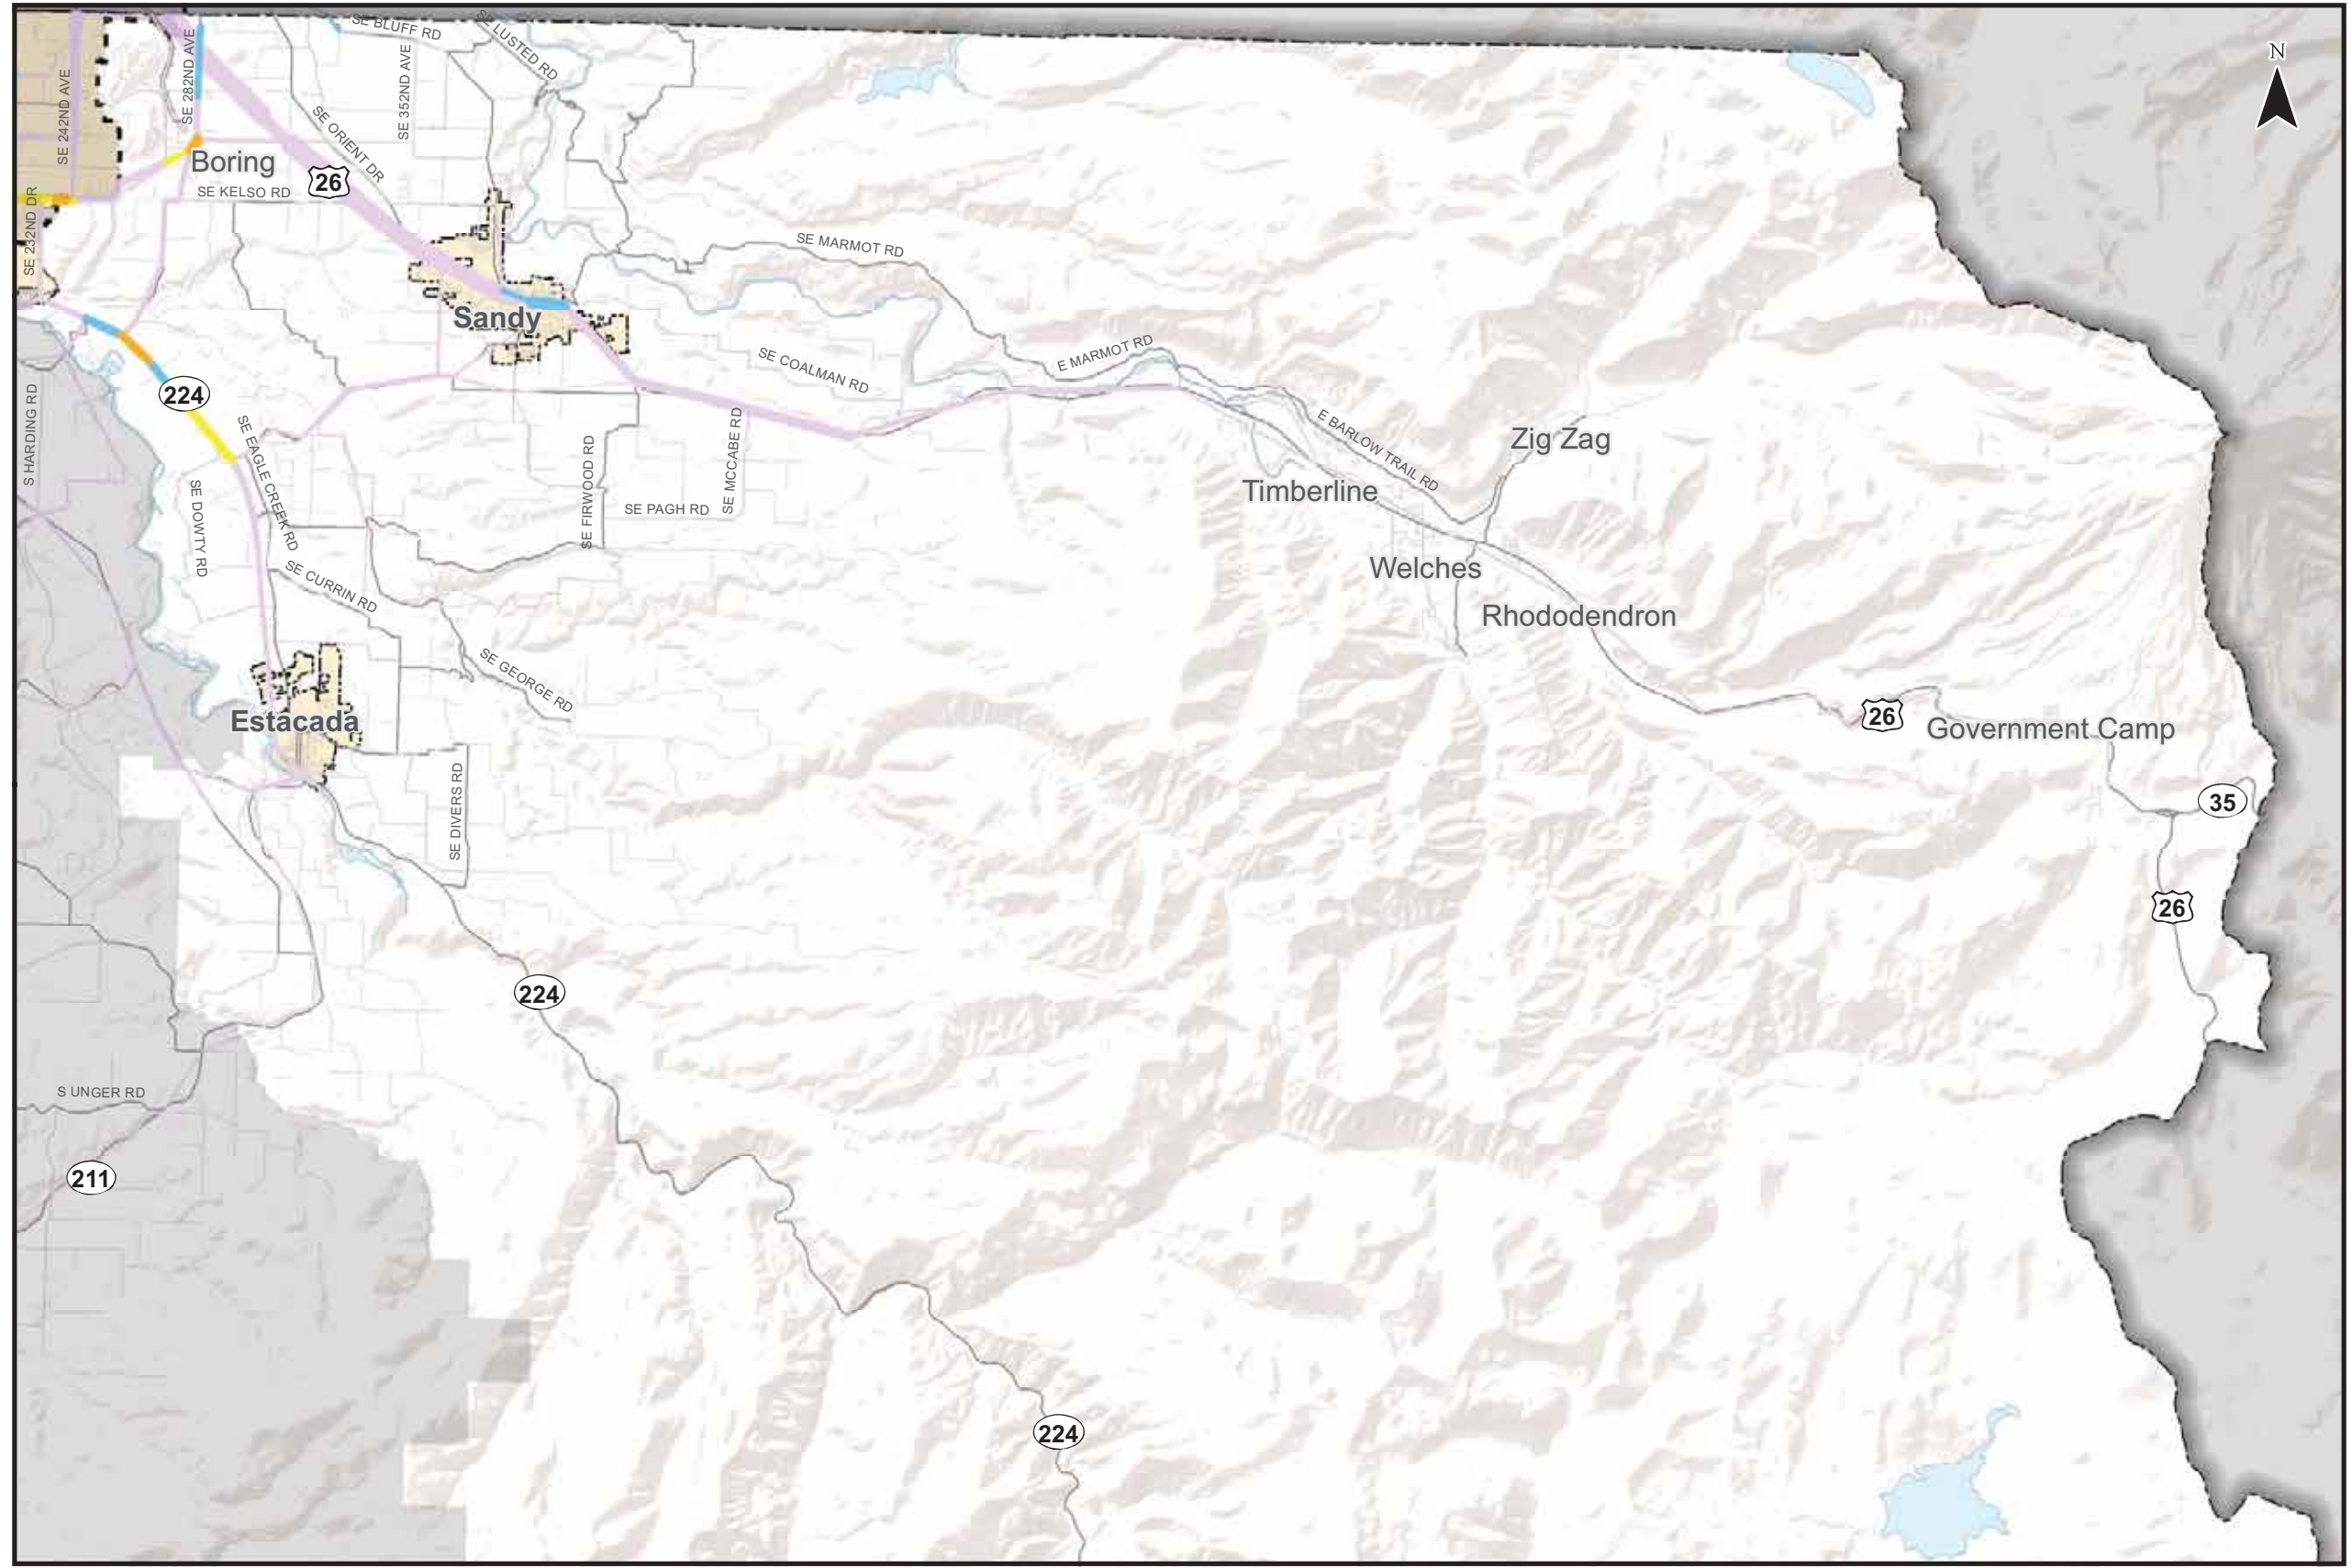 SE BLUFF RD
SE LUSTED RD
N
SE 282ND AVE
SE 352ND AVE
SE 242ND AVE
SE ORIENT DR
Boring
26
SE KELSO RD
SE 232ND DR
SE MARMOT RD
Sandy
E MARMOT RD
SE COALMAN RD
224
S HARDING RD
SE EAGLE CREEK RD
SE MCCABE RD
SE FIRWOOD RD
E BARLOW TRAIL RD
Zig Zag
Timberline
SE PAGH RD
SE DOWTY RD
Welches
SE CURRIN RD
Rhododendron
SE GEORGE RD
Estacada
26
Government Camp
SE DIVERS RD
35
26
224
S UNGER RD
211
224